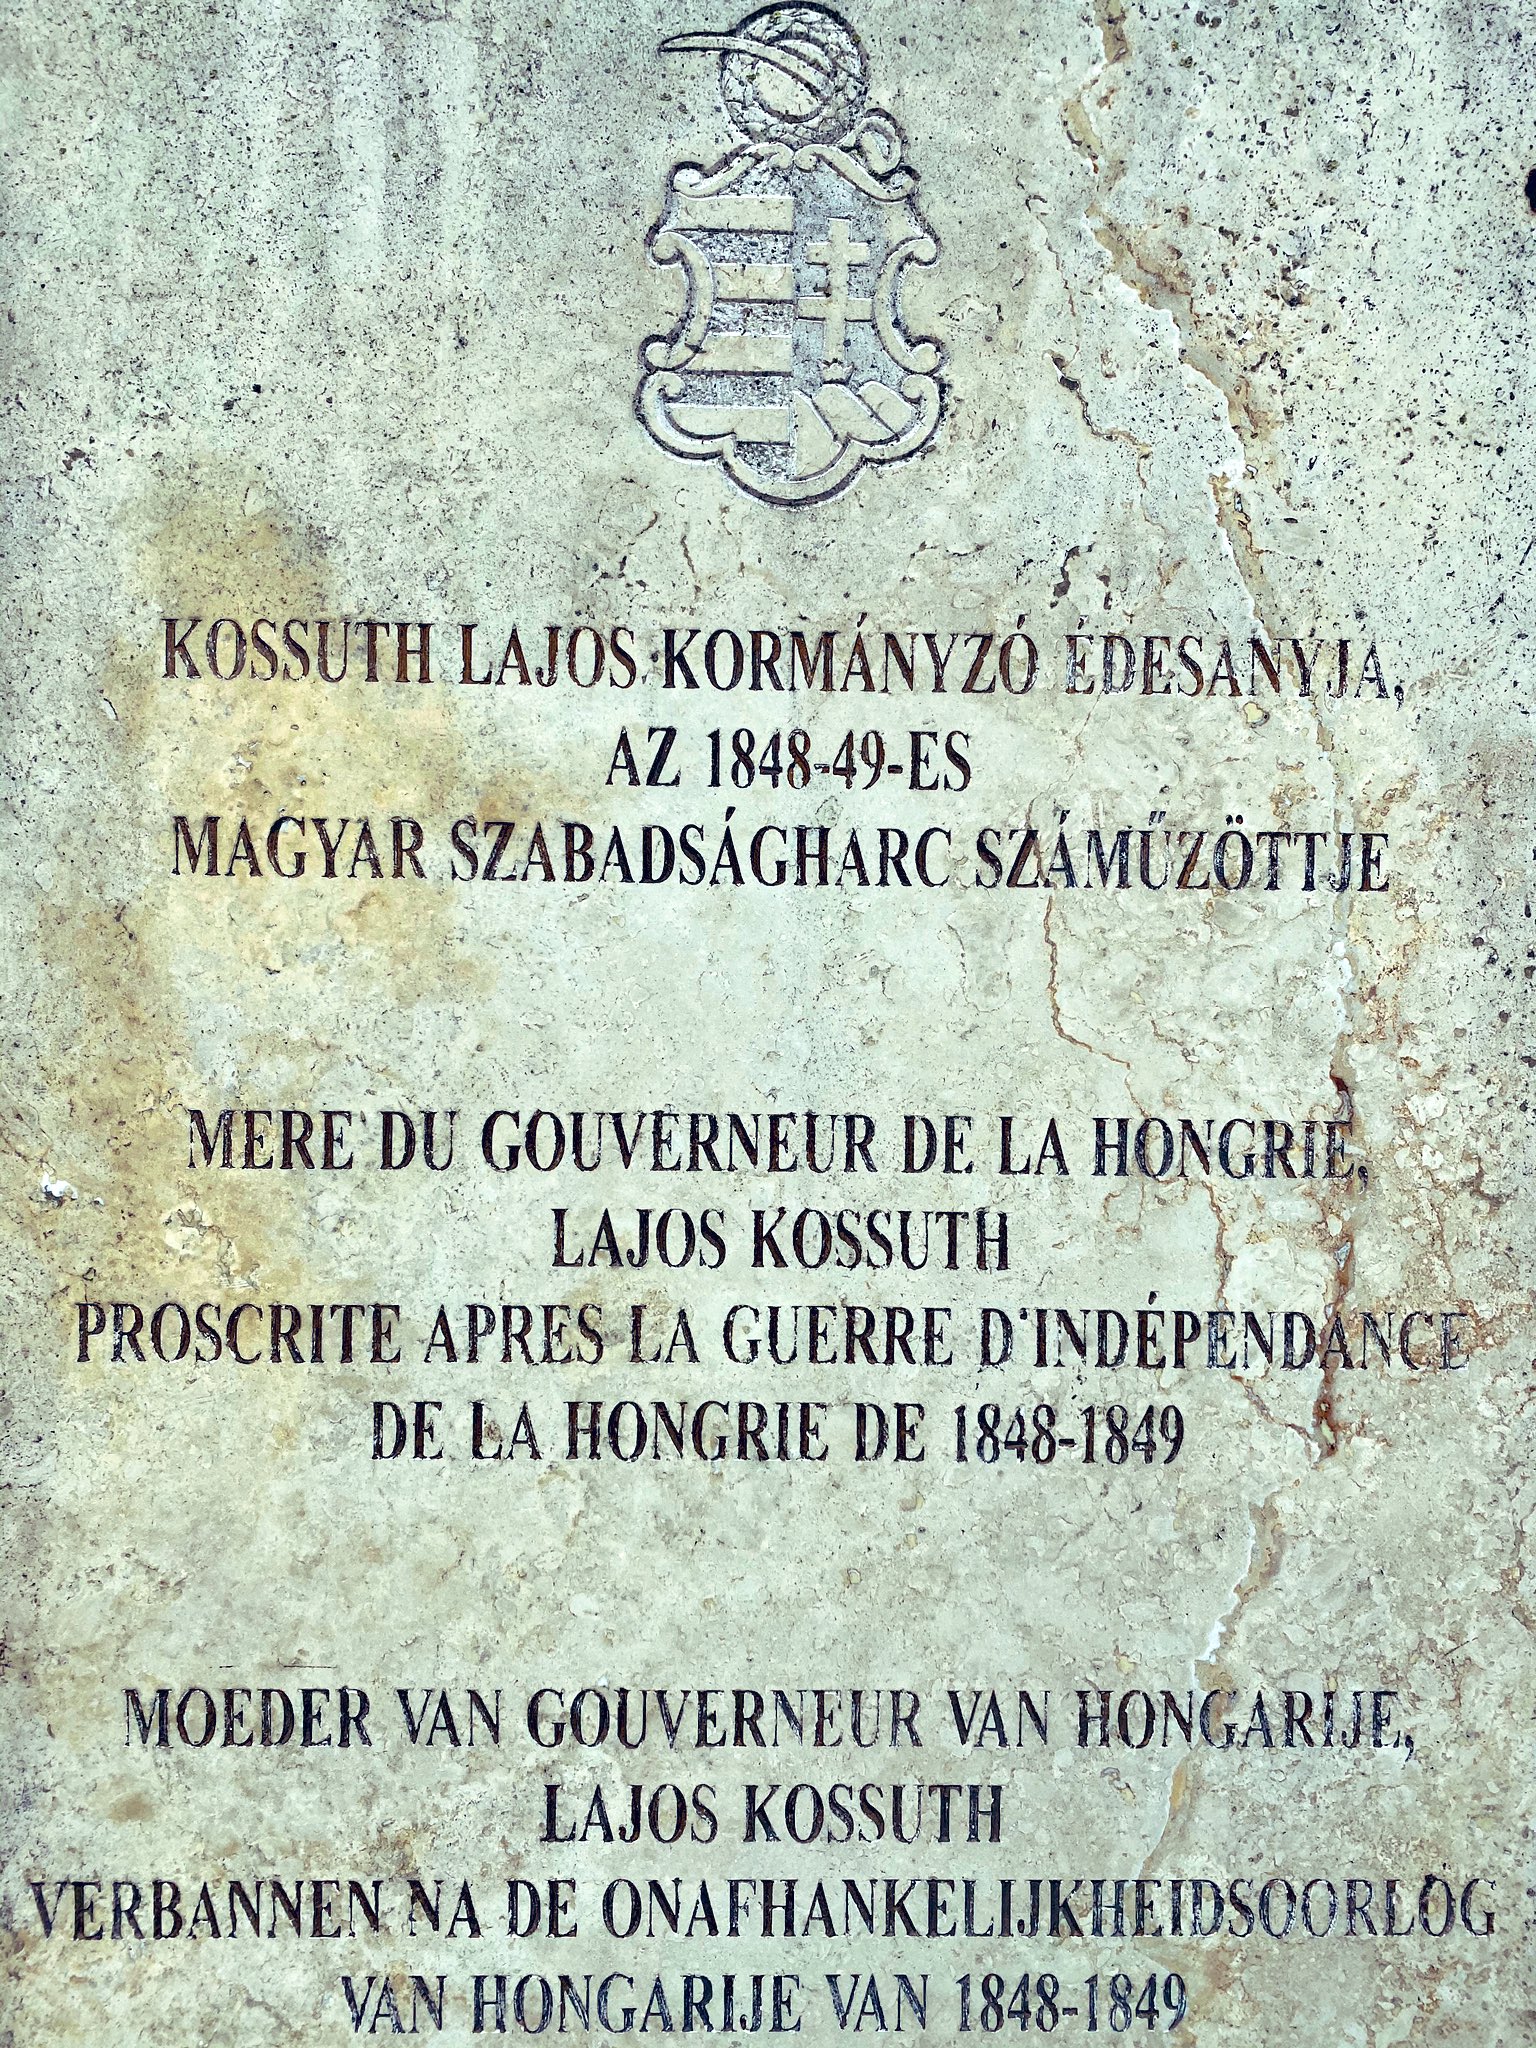 KOSSUTH LAJOS KORMÁNYZÓ ÉDESANYJA,
AZ 1848-49-ES
MAGYAR SZABADSÁGHARC SZÁMŰZÖTTJE
MERE DU GOUVERNEUR DE LA HONGRIE,
LAJOS KOSSUTH
PROSCRITE APRES LA GUERRE D'INDÉPENDANCE
DE LA HONGRIE DE 1848-1849
MOEDER VAN GOUVERNEUR VAN HONGARIJE,
LAJOS KOSSUTH
VERBANNEN NA DE ONAFHANKELIJKHEIDSOORLOG
VAN HONGARIJE VAN 1848-1849